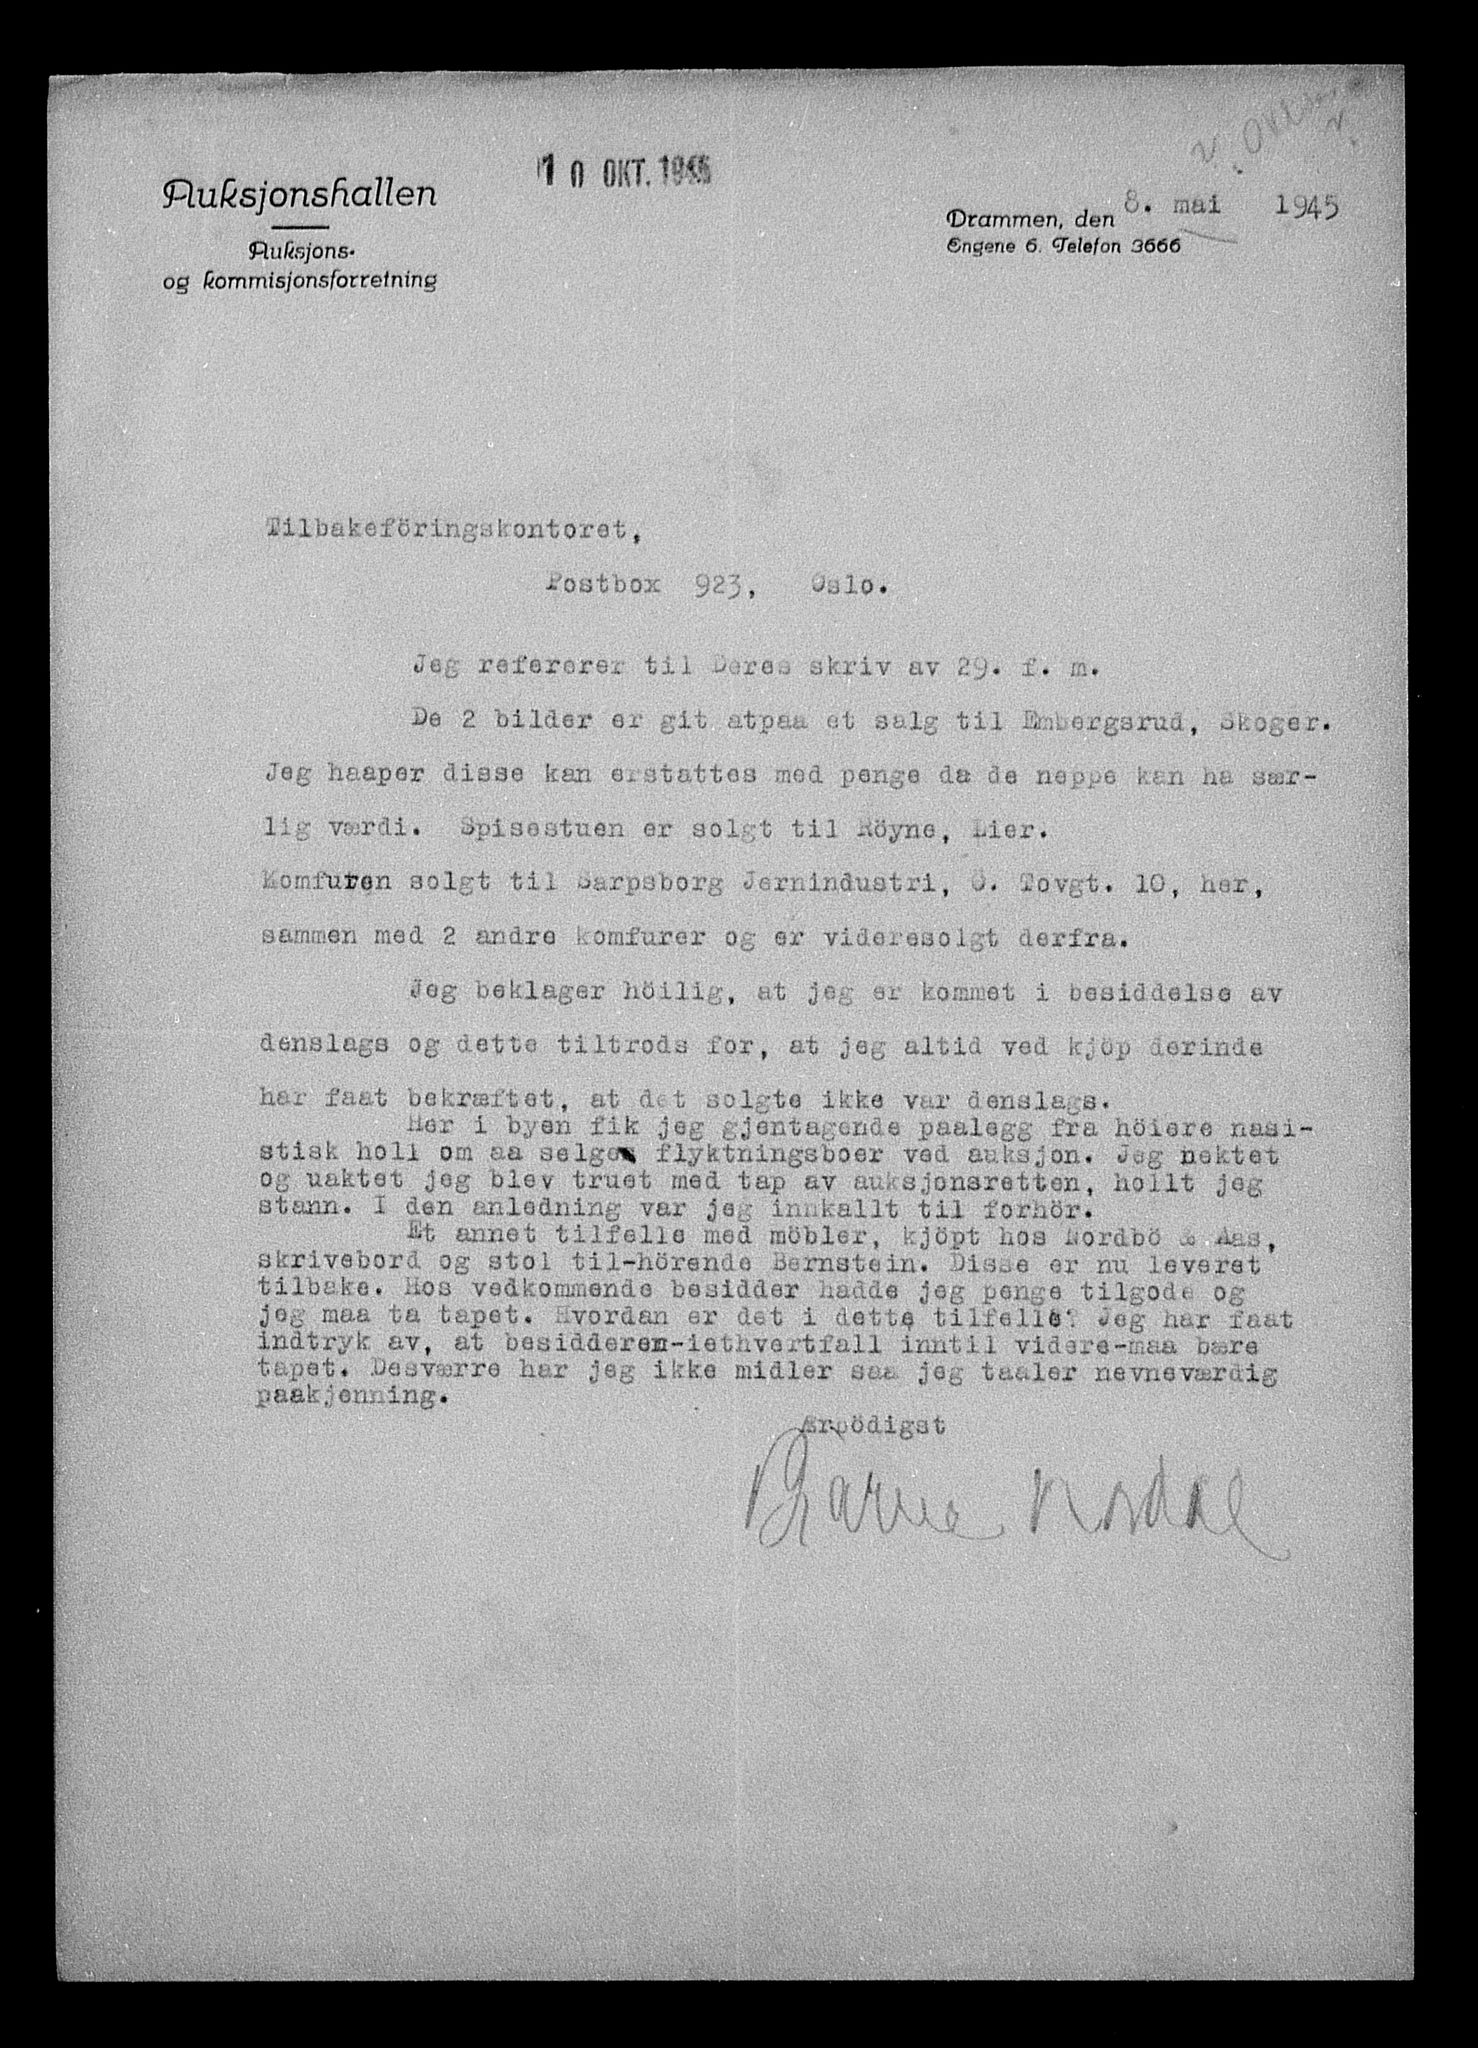 10 OKT. 1945
Auksjonshallen
Auksjons-
og kommisjonsforretning
Drammen, den 8. mai 1945
Engene 6. Telefon 3666
Tilbakeföringskontoret,
Postbox 923, Oslo.
Jeg refererer til Deres skriv av 29. f. m.
De 2 bilder er git atpaa et salg til Embergsrud, Skoger.
Jeg haaper disse kan erstattes med penge da de neppe kan ha sær-
lig værdi. Spisestuen er solgt til Röyne, Lier.
Komfuren solgt til Sarpsborg Jernindustri, Ö. Tovgt. 10, her,
sammen med 2 andre komfurer og er videresolgt derfra.
Jeg beklager höilig, at jeg er kommet i besiddelse av
denslags og dette tiltrods for, at jeg altid ved kjöp derinde
har faat bekræftet, at det solgte ikke var denslags.
Her i byen fik jeg gjentagende paalegg fra höiere nasi-
stisk holl om aa selge flyktningsboer ved auksjon. Jeg nektet
og uaktet jeg blev truet med tap av auksjonsretten, hollt jeg
stann. I den anledning var jeg innkallt til forhör.
Et annet tilfelle med möbler, kjöpt hos Nordbö & Aas,
skrivebord og stol til-hörende Bernstein. Disse er nu leveret
tilbake. Hos vedkommende besidder hadde jeg penge tilgode og
jeg maa ta tapet. Hvordan er det i dette tilfelle? Jeg har faat
indtryk av, at besidderen-iethvertfall inntil videre-maa bære
tapet. Desværre har jeg ikke midler saa jeg taaler nevneværdig
paakjenning.
Ærbödigst
Bjarne Nordal